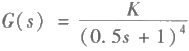 G(s) = K / (0.5s + 1)^4